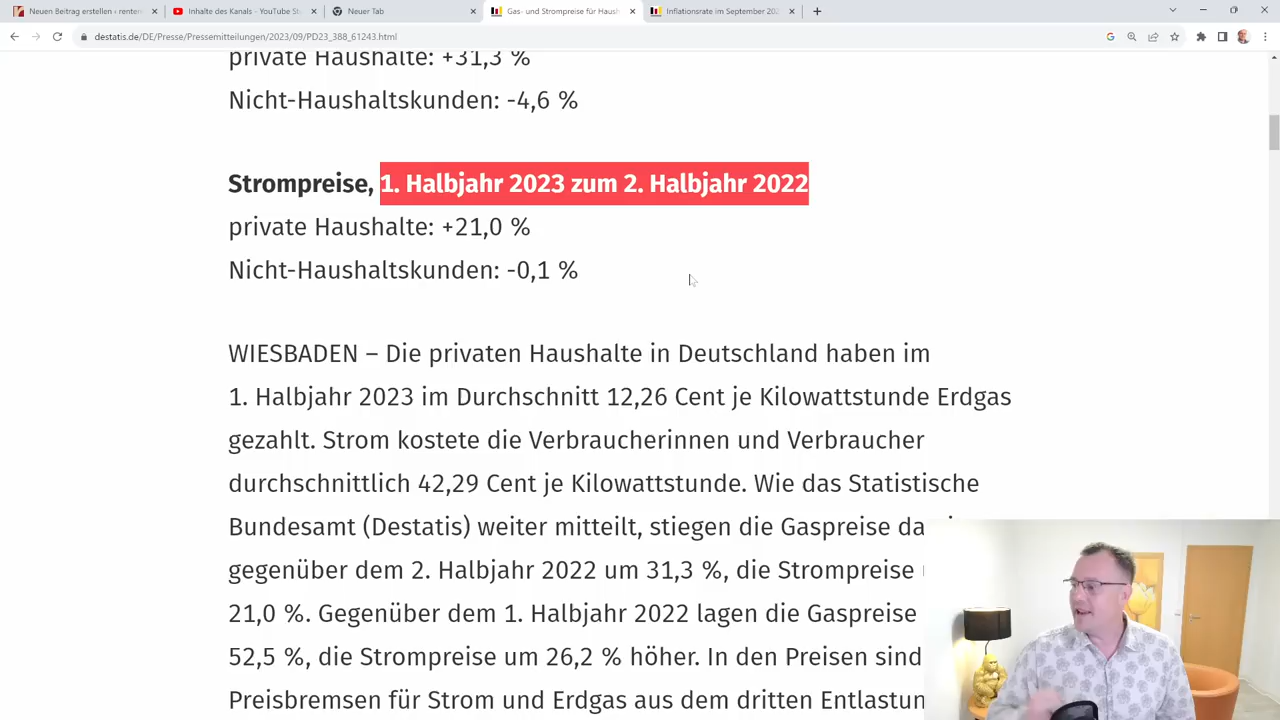 Neuen Beitrag erstellen ‹ renten
Inhalte des Kanals - YouTube St
Neuer Tab
Gas- und Strompreise für Haush
Inflationsrate im September 202
destatis.de/DE/Presse/Pressemitteilungen/2023/09/PD23_388_61243.html
private Haushalte: +31,3 %
Nicht-Haushaltskunden: -4,6 %
Strompreise, 1. Halbjahr 2023 zum 2. Halbjahr 2022
private Haushalte: +21,0 %
Nicht-Haushaltskunden: -0,1 %
WIESBADEN – Die privaten Haushalte in Deutschland haben im
1. Halbjahr 2023 im Durchschnitt 12,26 Cent je Kilowattstunde Erdgas
gezahlt. Strom kostete die Verbraucherinnen und Verbraucher
durchschnittlich 42,29 Cent je Kilowattstunde. Wie das Statistische
Bundesamt (Destatis) weiter mitteilt, stiegen die Gaspreise
gegenüber dem 2. Halbjahr 2022 um 31,3 %, die Strompreise
21,0 %. Gegenüber dem 1. Halbjahr 2022 lagen die Gaspreise
52,5 %, die Strompreise um 26,2 % höher. In den Preisen sind
Preisbremsen für Strom und Erdgas aus dem dritten Entlastun